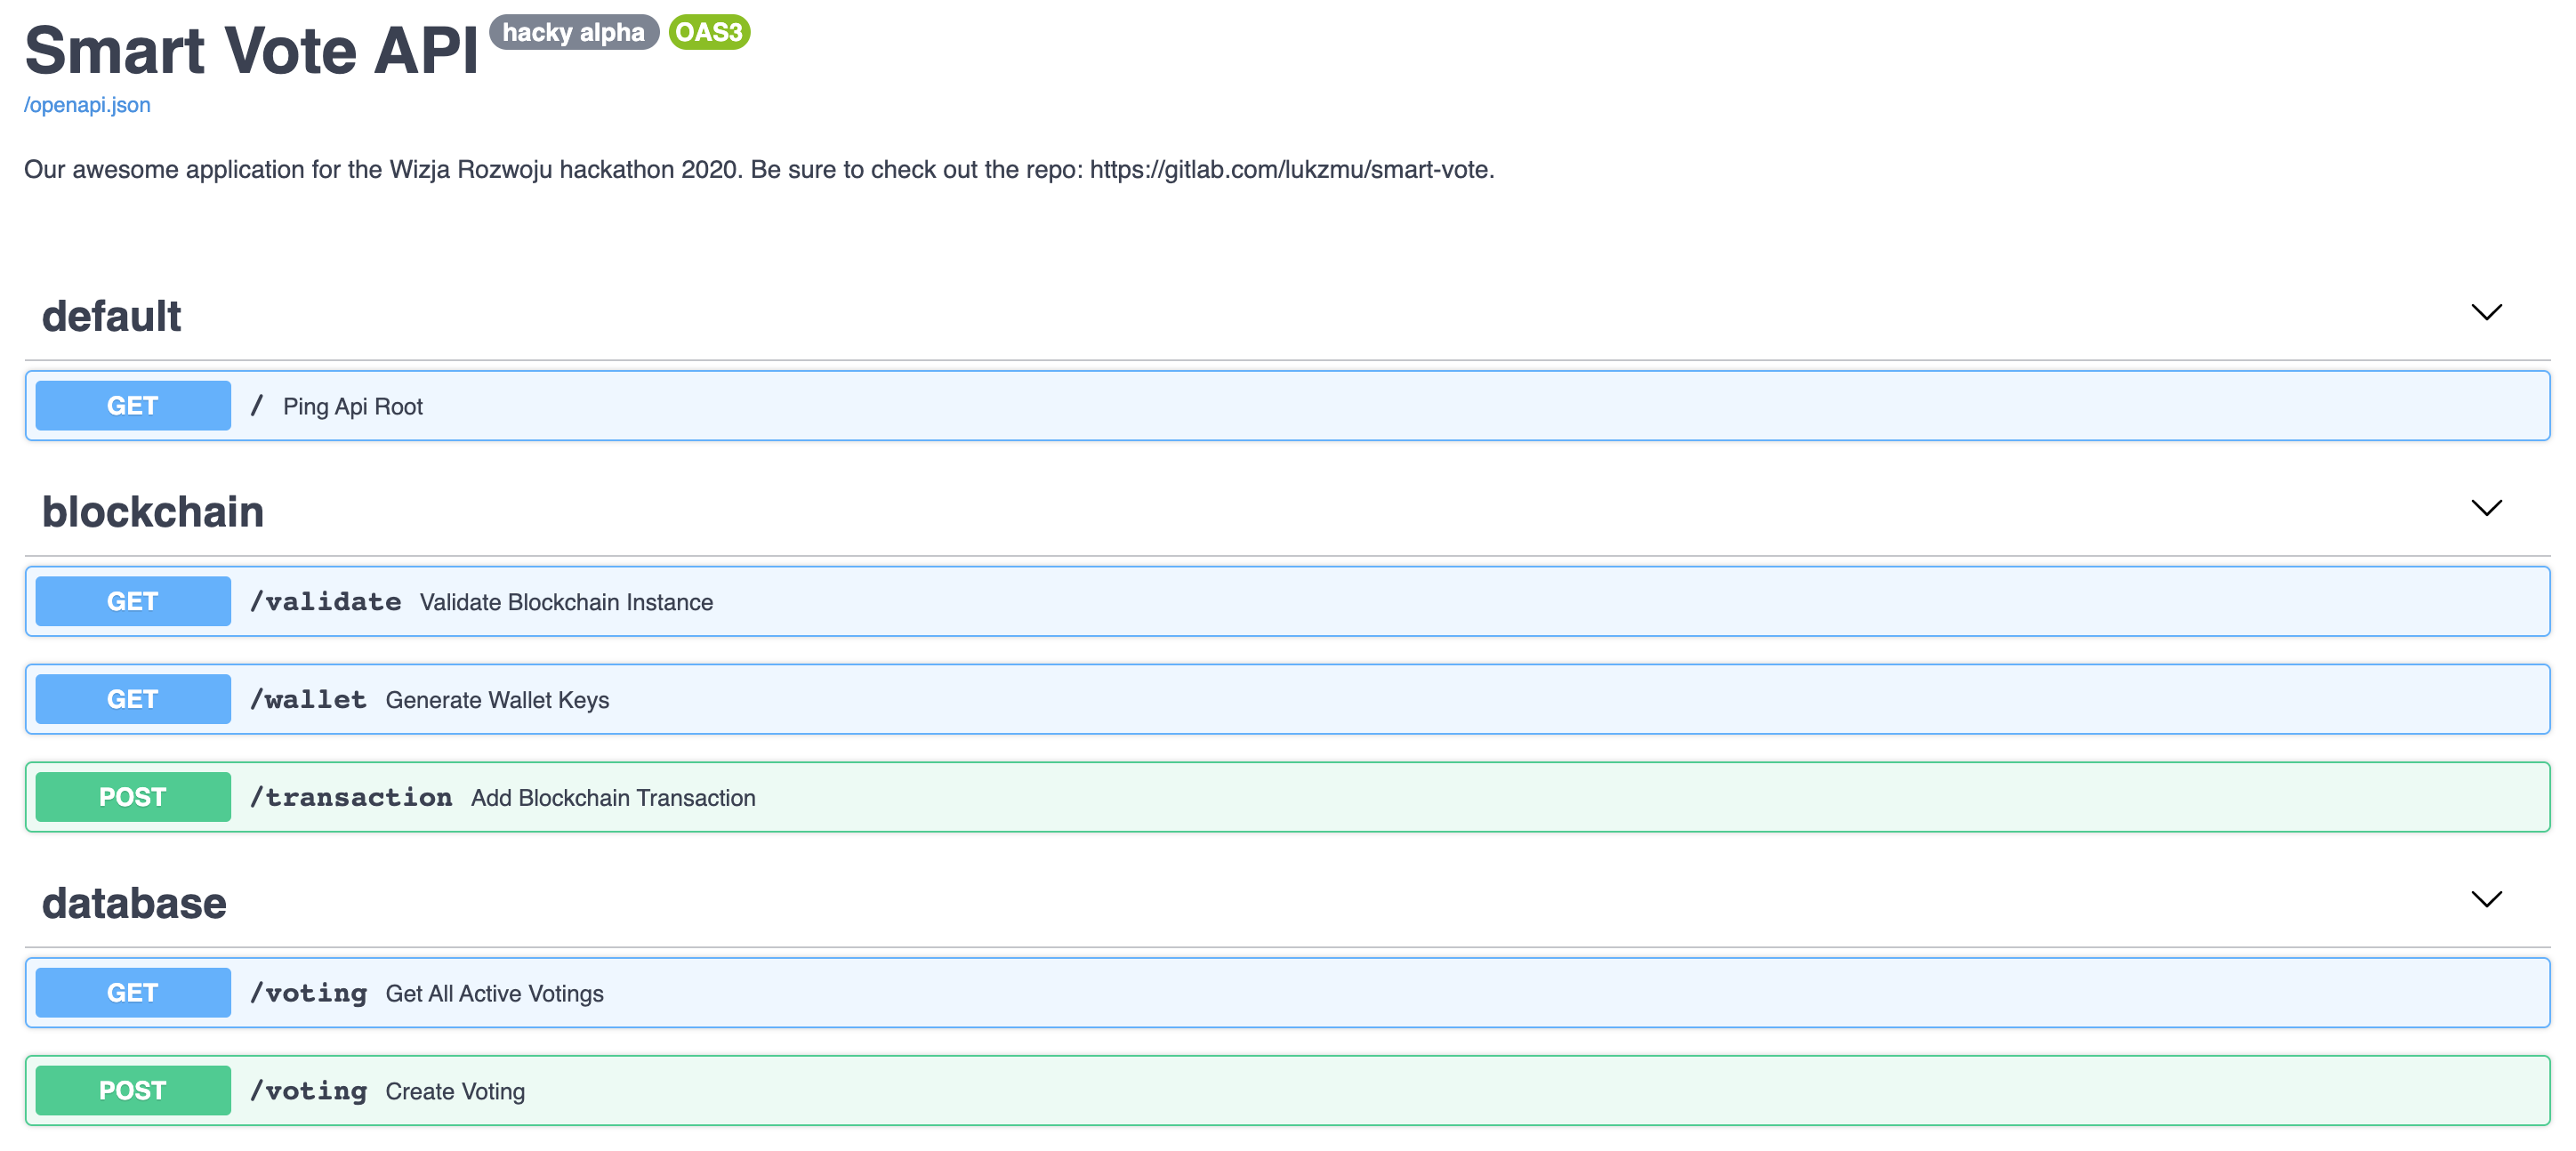 Smart Vote API hacky alpha OAS3
/openapi.json
Our awesome application for the Wizja Rozwoju hackathon 2020. Be sure to check out the repo: https://gitlab.com/lukzmu/smart-vote.
default
GET / Ping Api Root
blockchain
GET /validate Validate Blockchain Instance
GET /wallet Generate Wallet Keys
POST /transaction Add Blockchain Transaction
database
GET /voting Get All Active Votings
POST /voting Create Voting